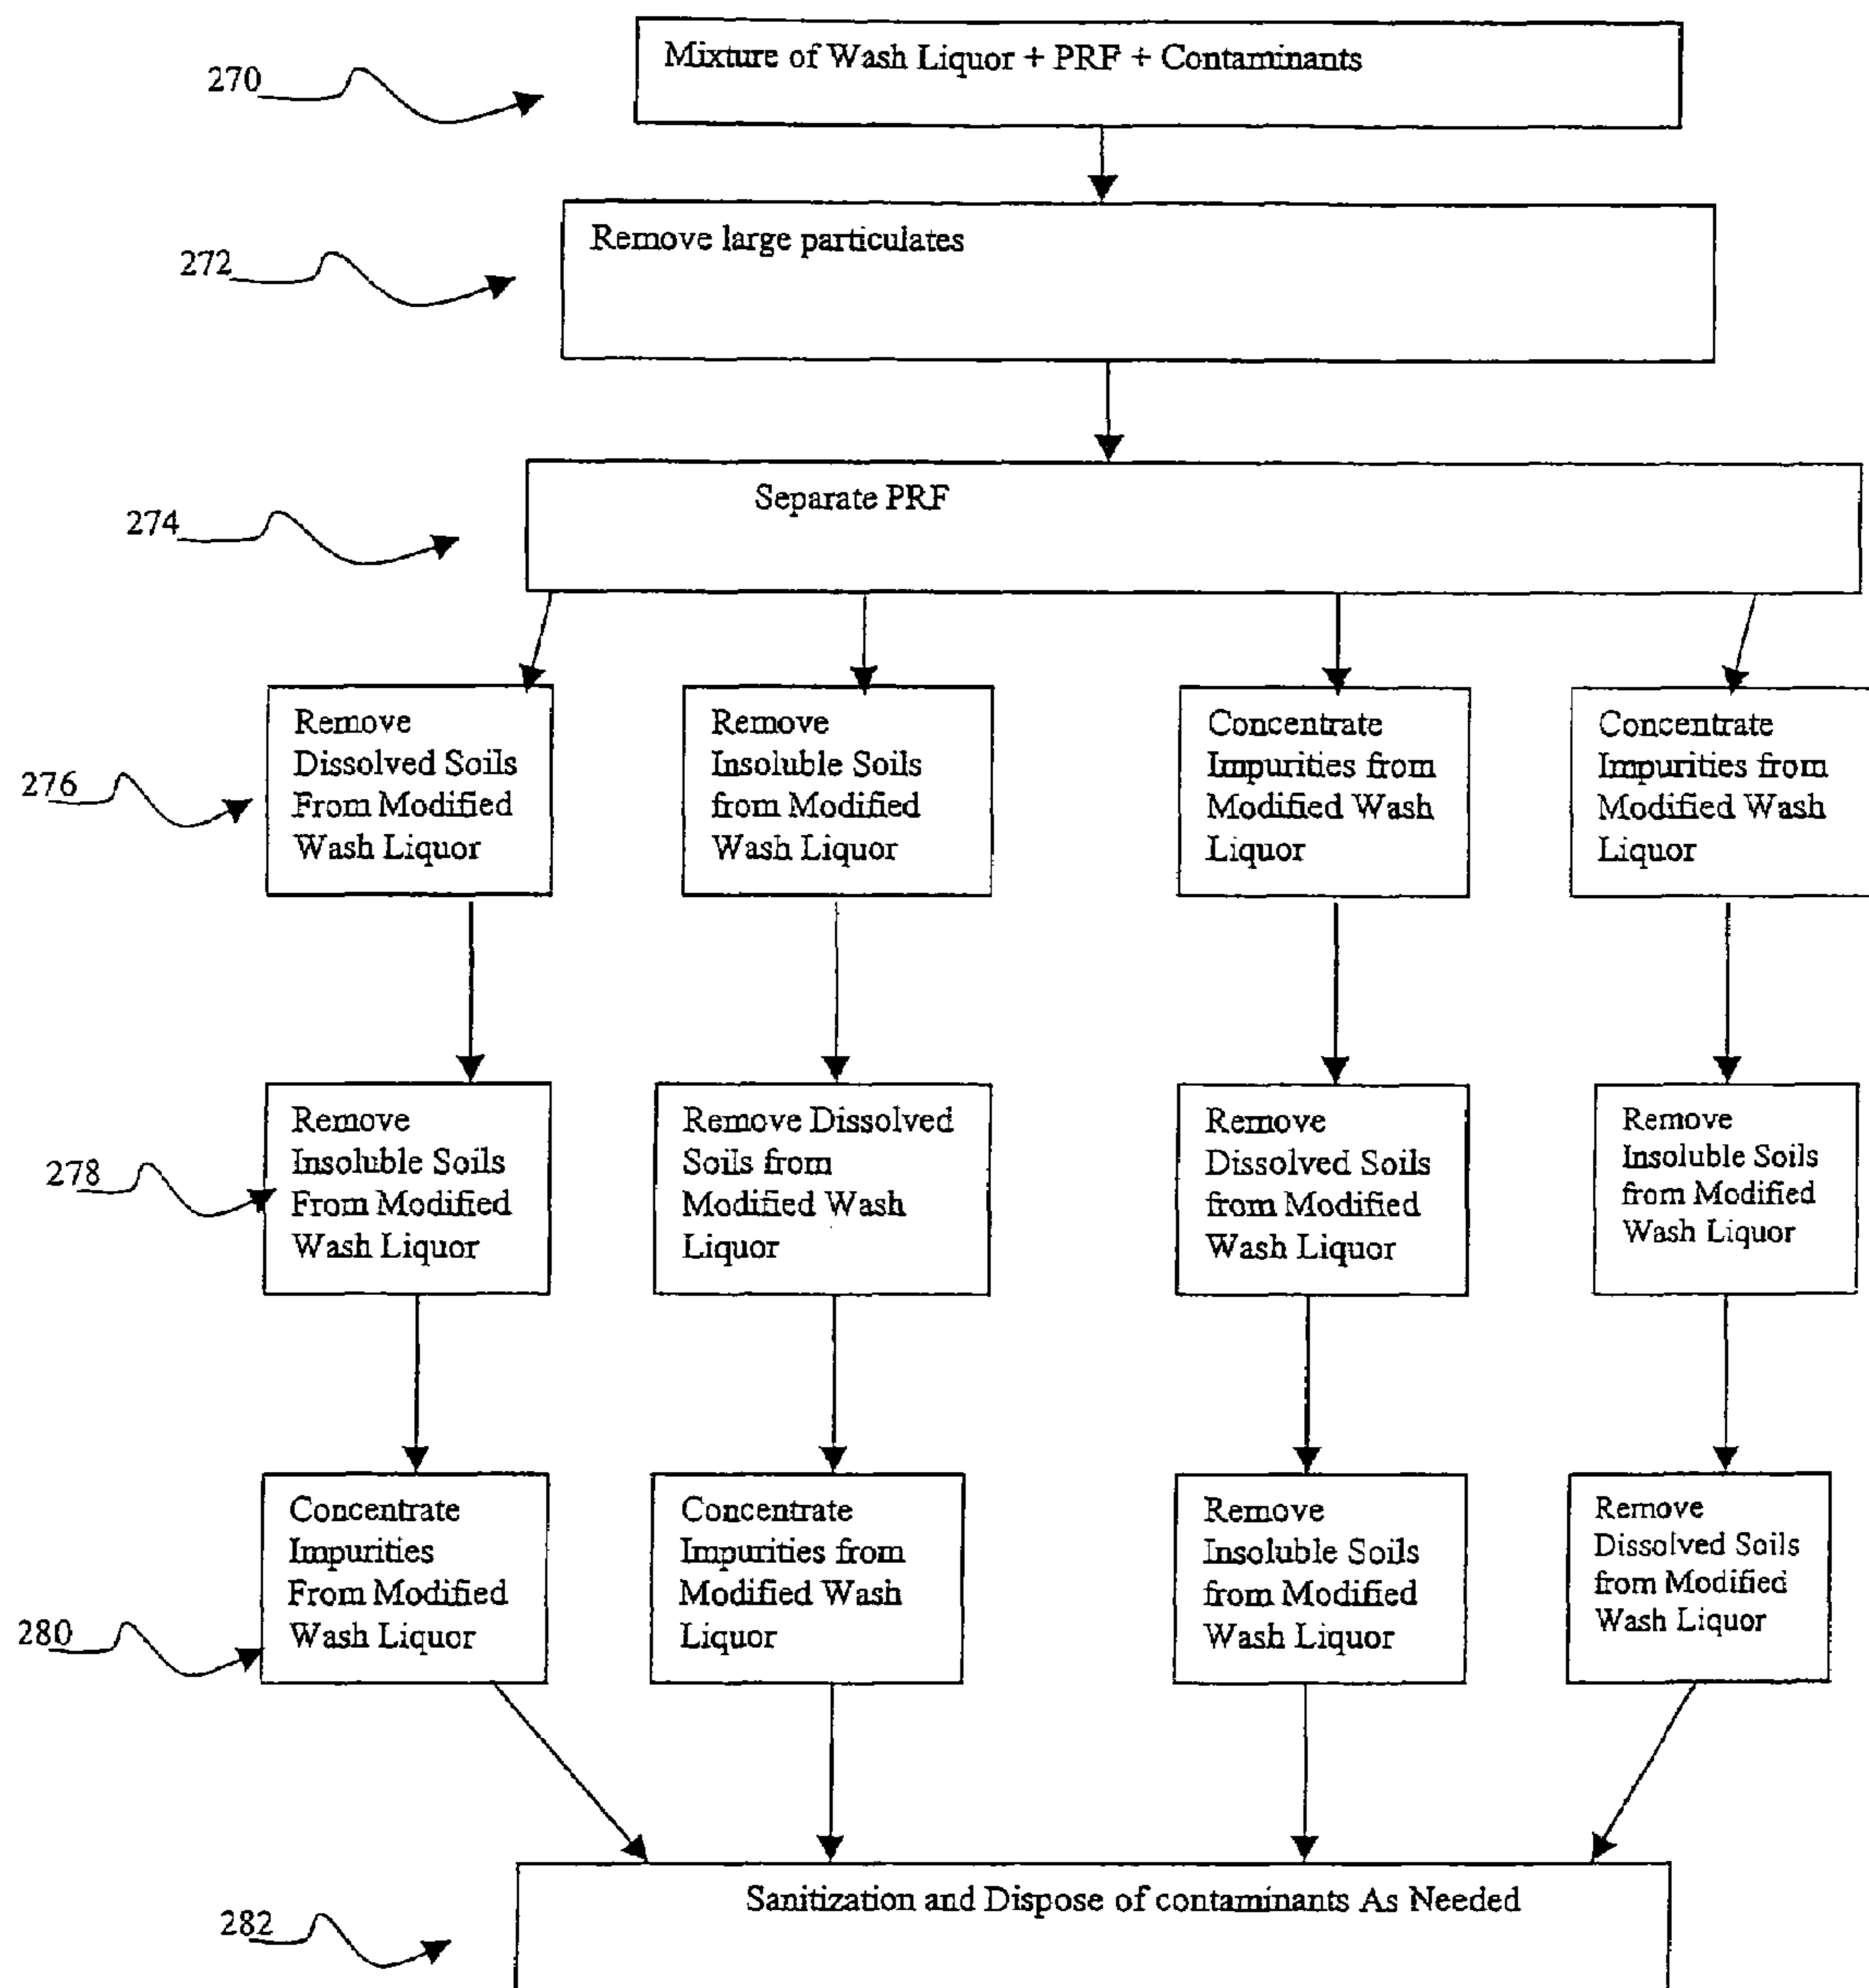 270
Mixture of Wash Liquor + PRF + Contaminants
272
Remove large particulates
274
Separate PRF
276
Remove
Dissolved Soils
From Modified
Wash Liquor
Remove
Insoluble Soils
from Modified
Wash Liquor
Concentrate
Impurities from
Modified Wash
Liquor
Concentrate
Impurities from
Modified Wash
Liquor
278
Remove
Insoluble Soils
From Modified
Wash Liquor
Remove Dissolved
Soils from
Modified Wash
Liquor
Remove
Dissolved Soils
from Modified
Wash Liquor
Remove
Insoluble Soils
from Modified
Wash Liquor
280
Concentrate
Impurities
From Modified
Wash Liquor
Concentrate
Impurities from
Modified Wash
Liquor
Remove
Insoluble Soils
from Modified
Wash Liquor
Remove
Dissolved Soils
from Modified
Wash Liquor
282
Sanitization and Dispose of contaminants As Needed